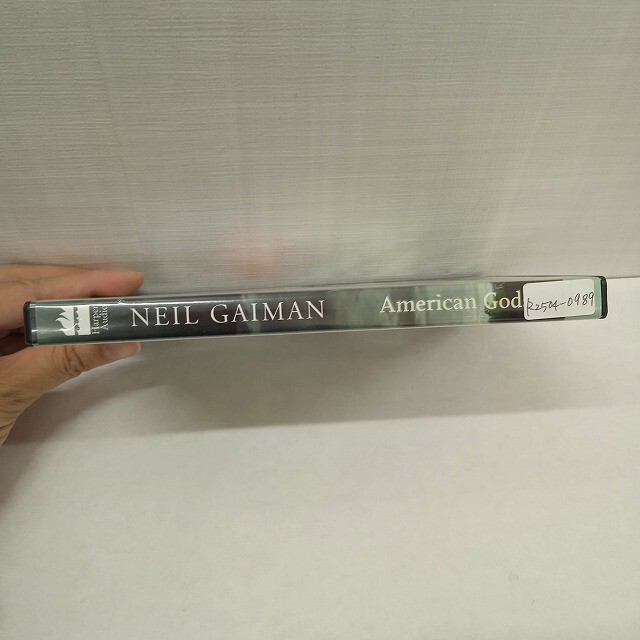 Harper
Audio
NEIL GAIMAN
American God
R2504-0989